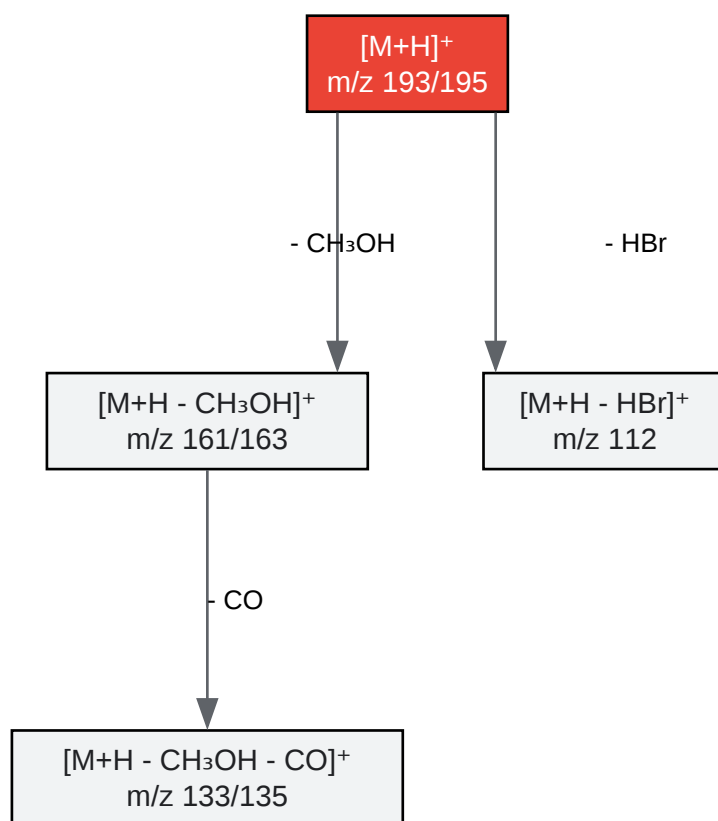 [M+H]⁺
m/z 193/195
- CH₃OH
- HBr
[M+H - CH₃OH]⁺
m/z 161/163
[M+H - HBr]⁺
m/z 112
- CO
[M+H - CH₃OH - CO]⁺
m/z 133/135